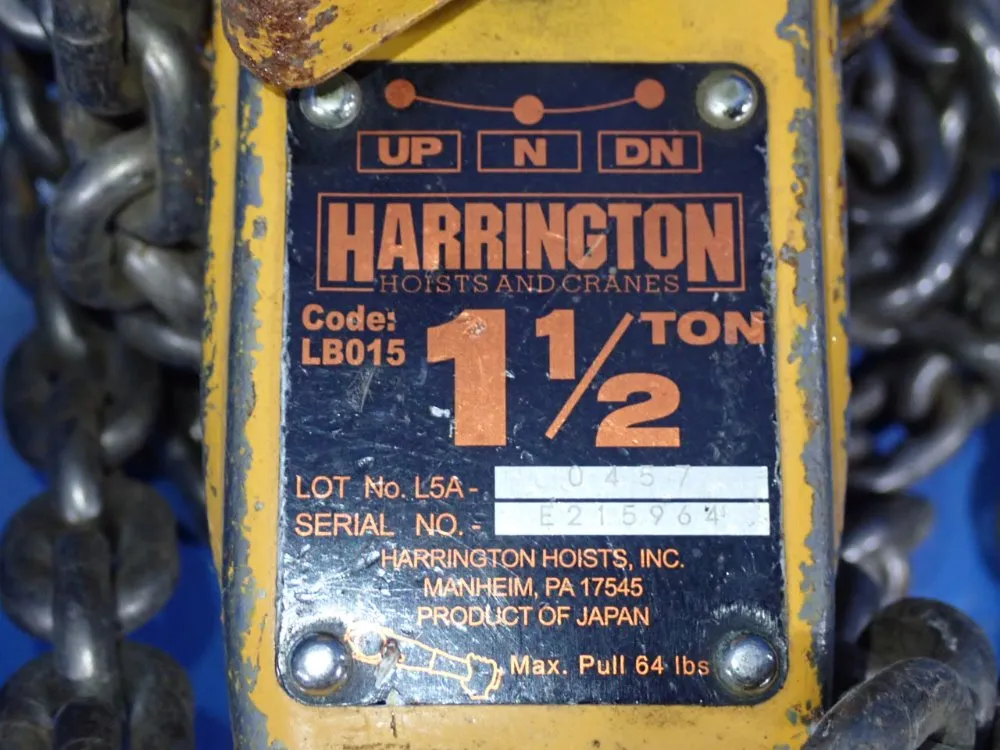 UP N DN
HARRINGTON
HOISTS AND CRANES
Code:
LB015
1 1/2 TON
LOT No. L5A - 0457
SERIAL NO. - E215964
HARRINGTON HOISTS, INC.
MANHEIM, PA 17545
PRODUCT OF JAPAN
Max. Pull 64 lbs